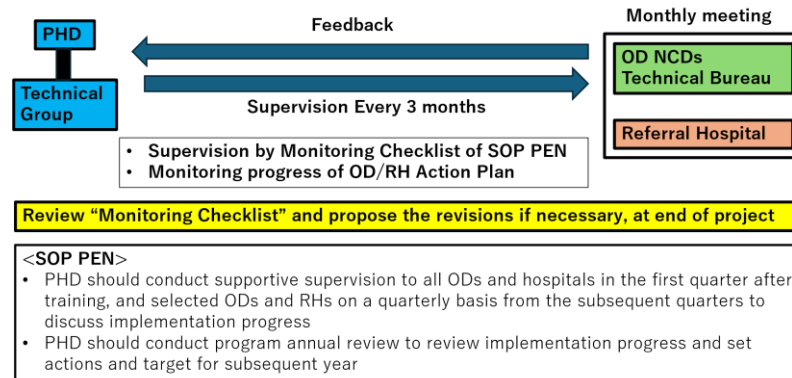 Monthly meeting
Feedback
PHD
OD NCDs
Technical Bureau
Technical
Group
Supervision Every 3 months
Referral Hospital
• Supervision by Monitoring Checklist of SOP PEN
• Monitoring progress of OD/RH Action Plan
Review “Monitoring Checklist” and propose the revisions if necessary, at end of project
<SOP PEN>
• PHD should conduct supportive supervision to all ODs and hospitals in the first quarter after
training, and selected ODs and RHs on a quarterly basis from the subsequent quarters to
discuss implementation progress
• PHD should conduct program annual review to review implementation progress and set
actions and target for subsequent year